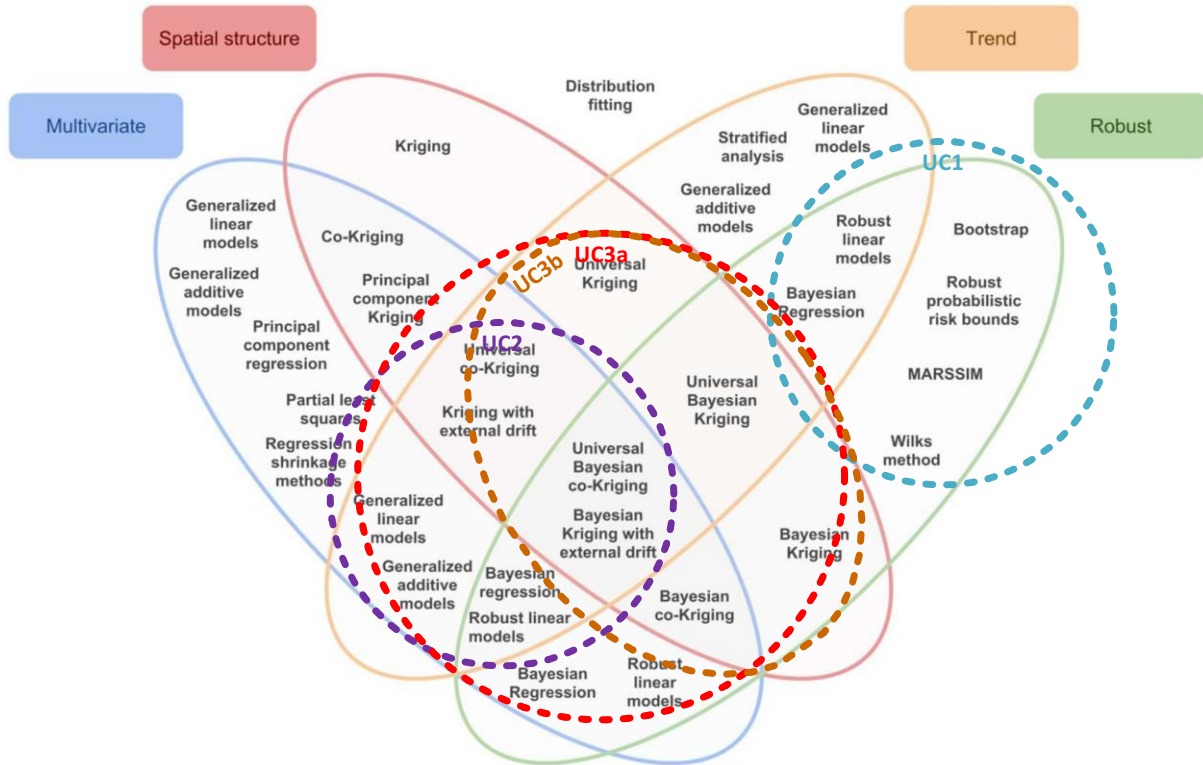 Spatial structure
Trend
Multivariate
Robust
Distribution
fitting
Generalized
linear
models
Stratified
analysis
Kriging
UC1
Generalized
additive
models
Generalized
linear
models
Co-Kriging
Robust
linear
models
Bootstrap
UC3a
UC3b
Universal
Kriging
Generalized
additive
models
Principal
component
Kriging
Bayesian
Regression
Robust
probabilistic
risk bounds
Principal
component
regression
UC2
Universal
co-Kriging
Universal
Bayesian
Kriging
MARSSIM
Partial least
squares
Kriging with
external drift
Regression
shrinkage
methods
Universal
Bayesian
co-Kriging
Wilks
method
Generalized
linear
models
Bayesian
Kriging with
external drift
Bayesian
Kriging
Generalized
additive
models
Bayesian
regression
Bayesian
co-Kriging
Robust linear
models
Bayesian
Regression
Robust
linear
models